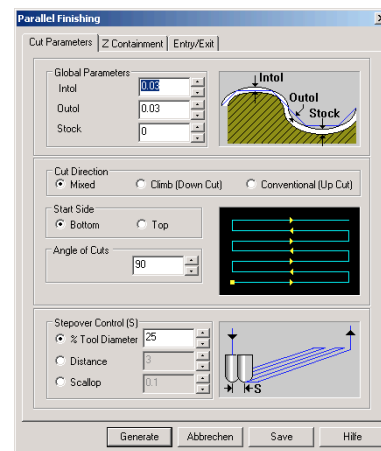 Parallel Finishing
Cut Parameters Z Containment Entry/Exit
Global Parameters
Intol 0.03
Outol 0.03
Stock 0
Intol
Outol
Stock
Cut Direction
Mixed Climb (Down Cut) Conventional (Up Cut)
Start Side
Bottom Top
Angle of Cuts
90
Stepover Control (S)
% Tool Diameter 25
Distance 3
Scallop 0.1
S
Generate Abbrechen Save Hilfe